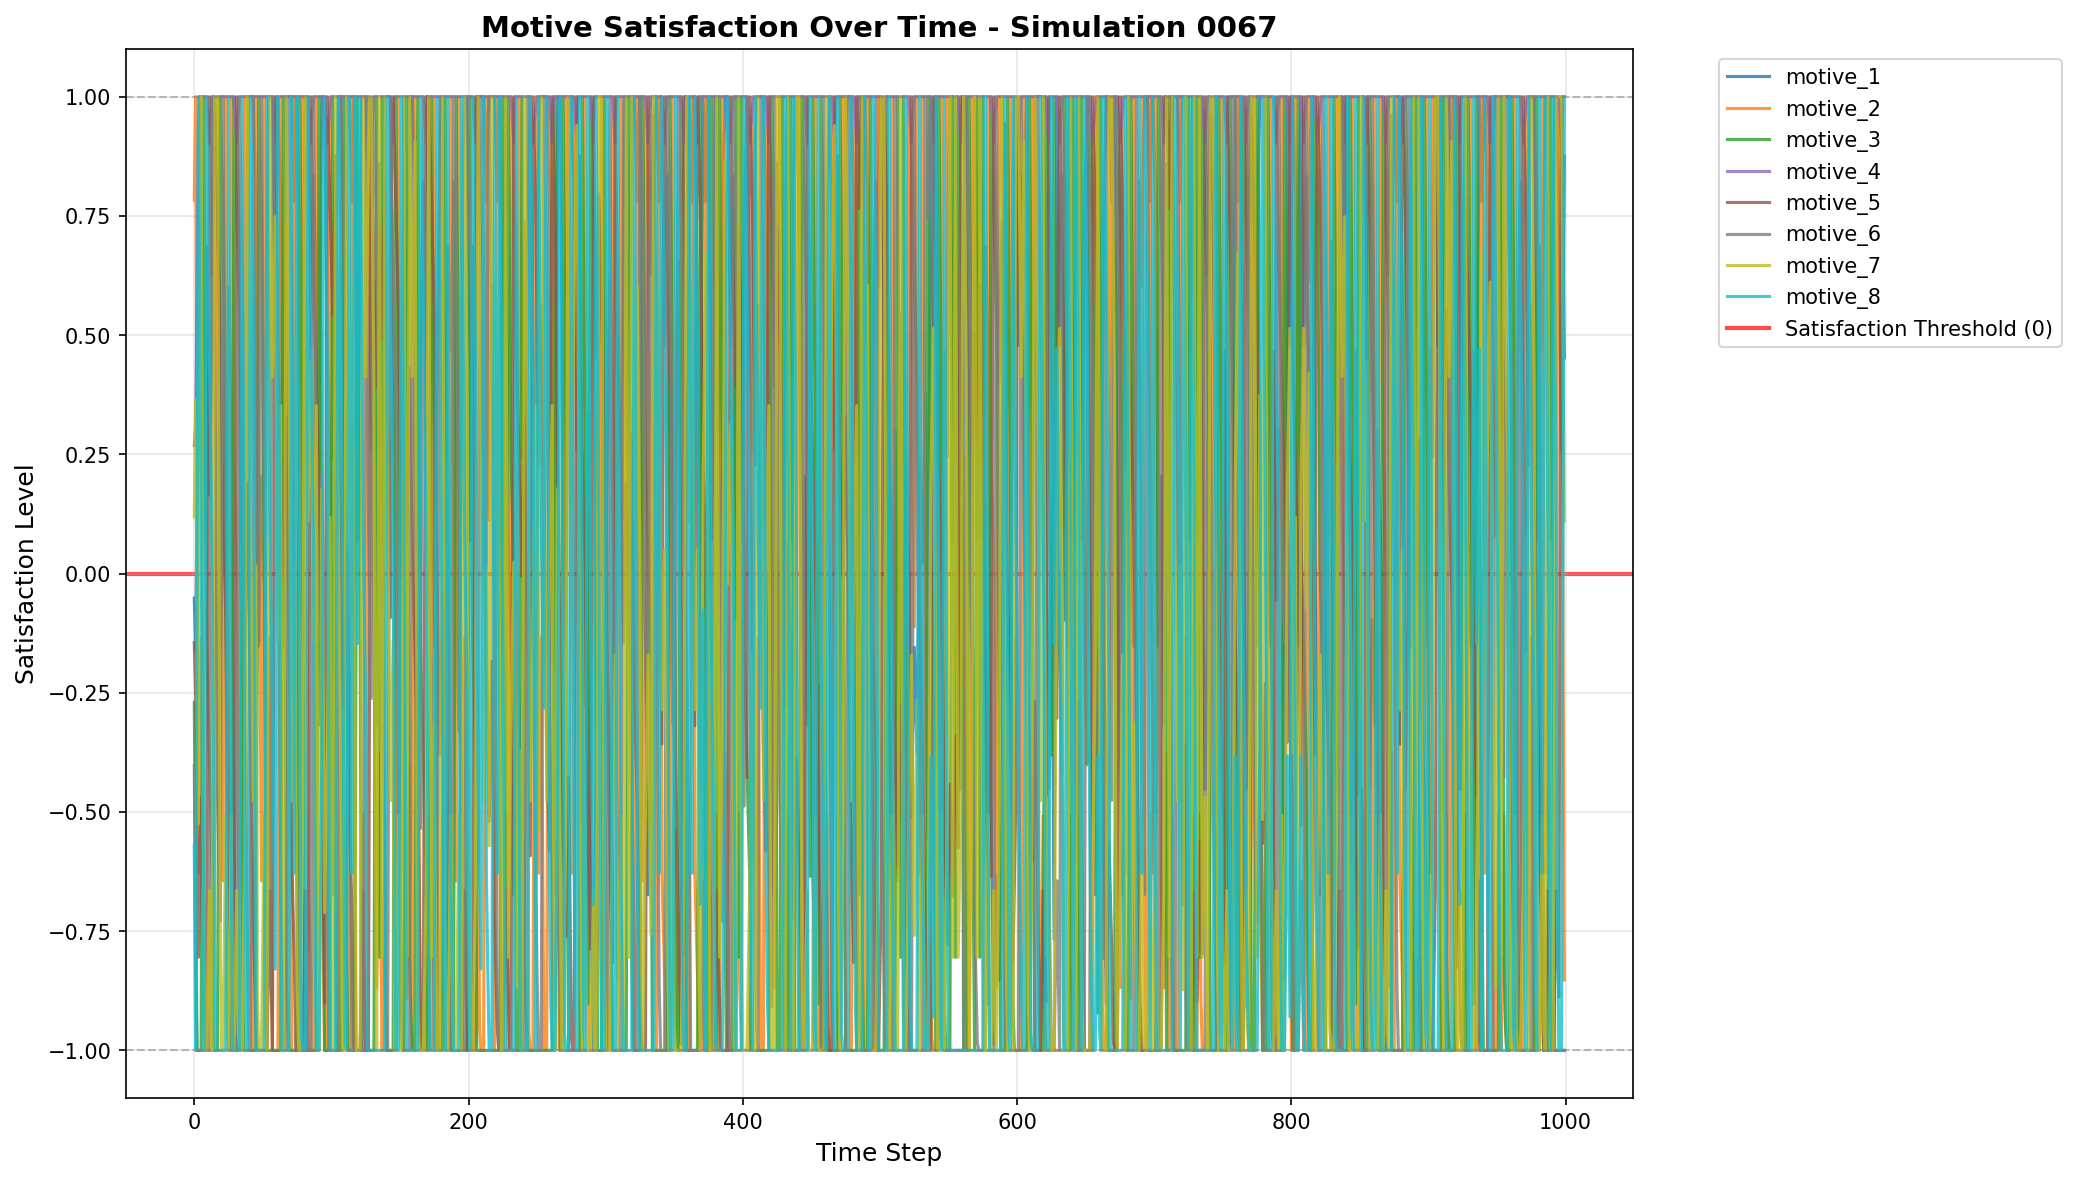 Motive Satisfaction Over Time - Simulation 0067
1.00
0.75
0.50
0.25
0.00
−0.25
−0.50
−0.75
−1.00
Satisfaction Level
0
200
400
600
800
1000
Time Step
motive_1
motive_2
motive_3
motive_4
motive_5
motive_6
motive_7
motive_8
Satisfaction Threshold (0)